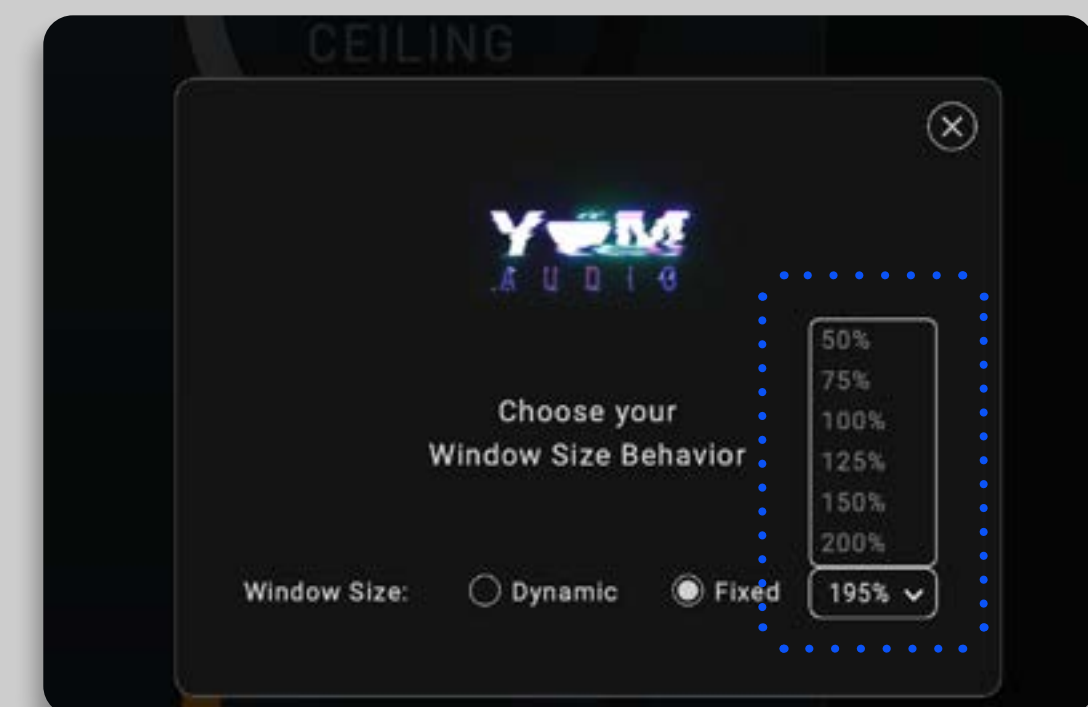 CEILING
YUM
AUDIO
Choose your
Window Size Behavior
50%
75%
100%
125%
150%
200%
Window Size: Dynamic Fixed 195%